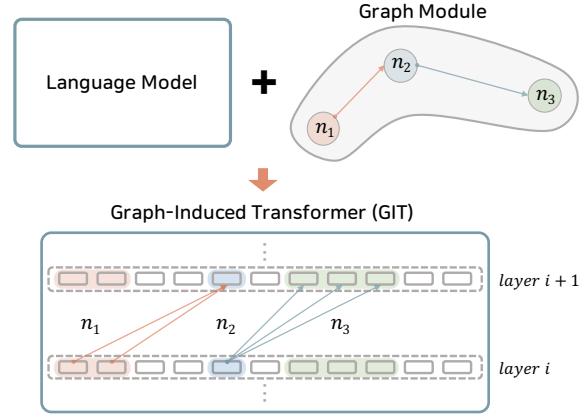 Graph Module
Language Model
+
n₂
n₃
n₁
Graph-Induced Transformer (GIT)
⋮
layer i + 1
n₁ n₂ n₃
layer i
⋮